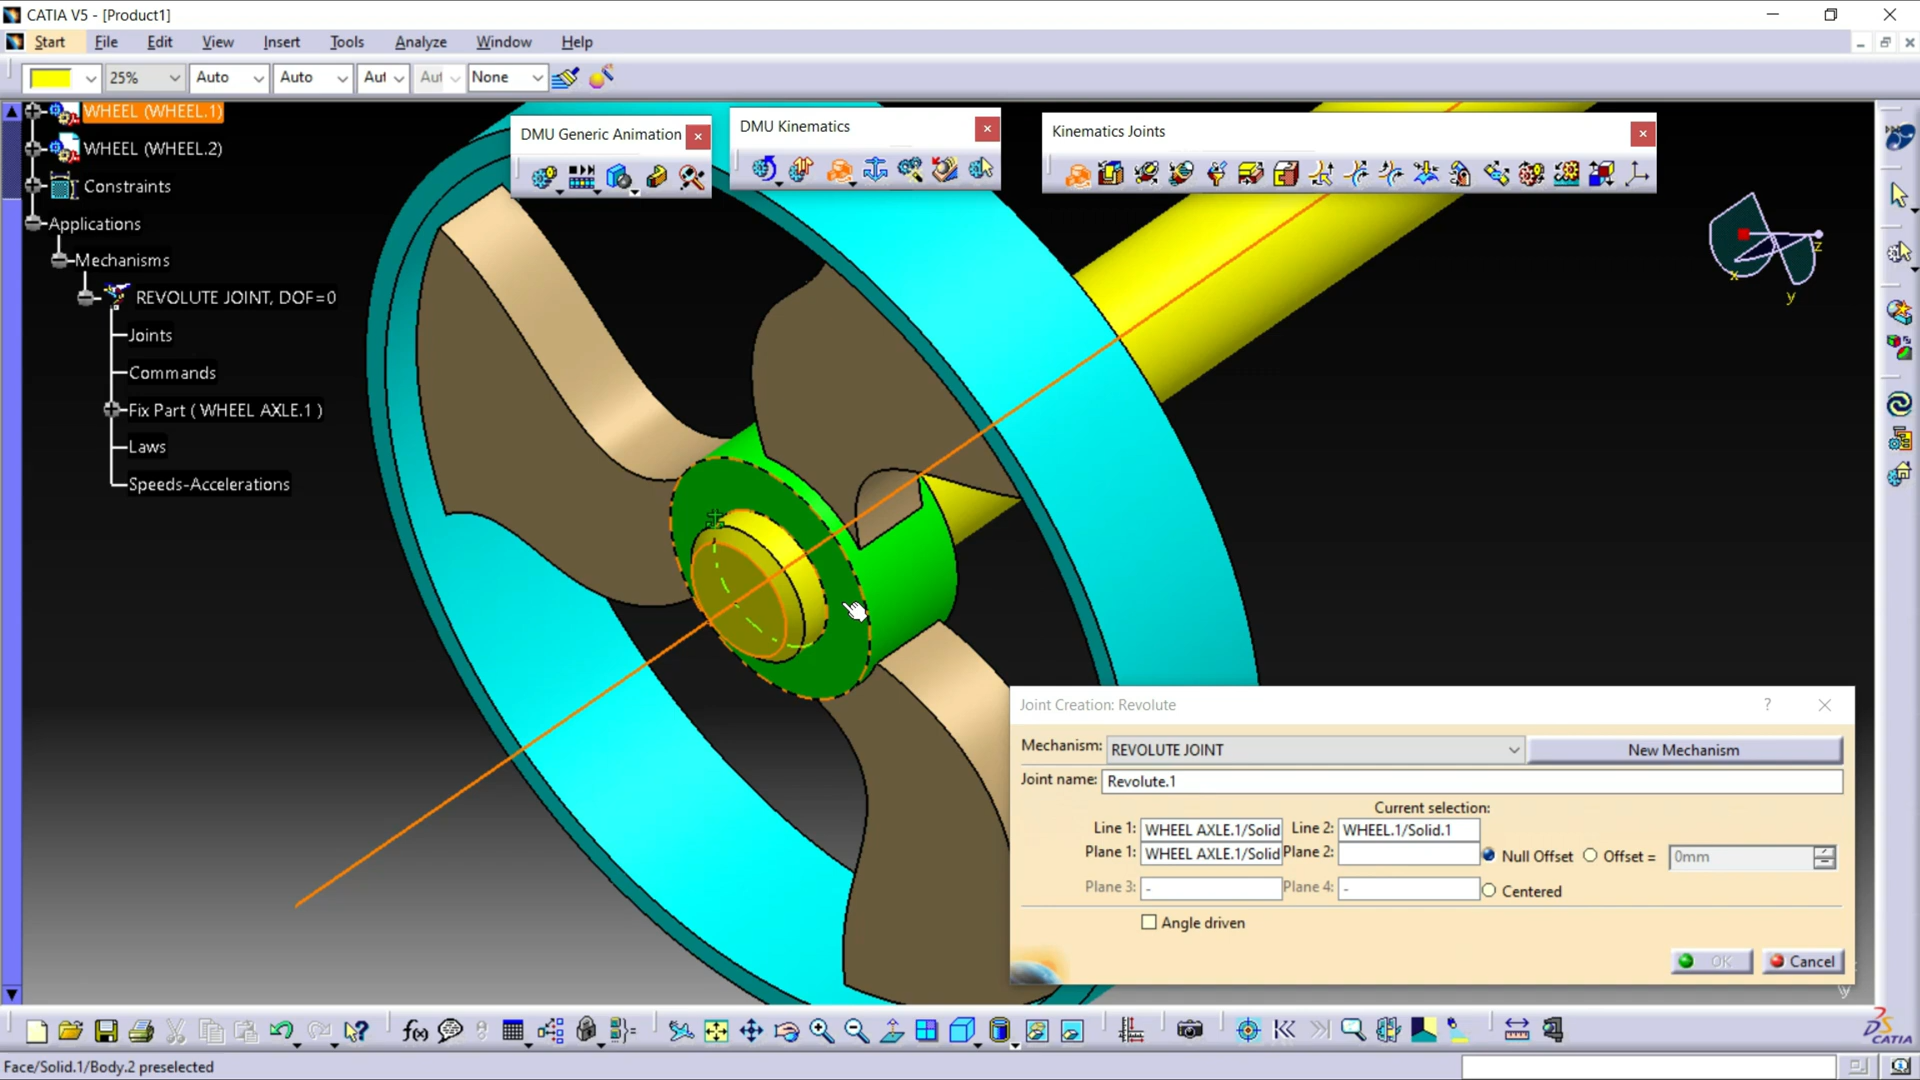 CATIA V5 - [Product1]
Start File Edit View Insert Tools Analyze Window Help
25% Auto Auto Aut Aut None
WHEEL (WHEEL.1)
WHEEL (WHEEL.2)
Constraints
Applications
Mechanisms
REVOLUTE JOINT, DOF=0
Joints
Commands
Fix Part ( WHEEL AXLE.1 )
Laws
Speeds-Accelerations
DMU Generic Animation
DMU Kinematics
Kinematics Joints
z
x
y
Joint Creation: Revolute
Mechanism: REVOLUTE JOINT New Mechanism
Joint name: Revolute.1
Current selection:
Line 1: WHEEL AXLE.1/Solid Line 2: WHEEL.1/Solid.1
Plane 1: WHEEL AXLE.1/Solid Plane 2: Null Offset Offset = 0mm
Plane 3: - Plane 4: - Centered
Angle driven
OK Cancel
y
f(x)
DS CATIA
Face/Solid.1/Body.2 preselected